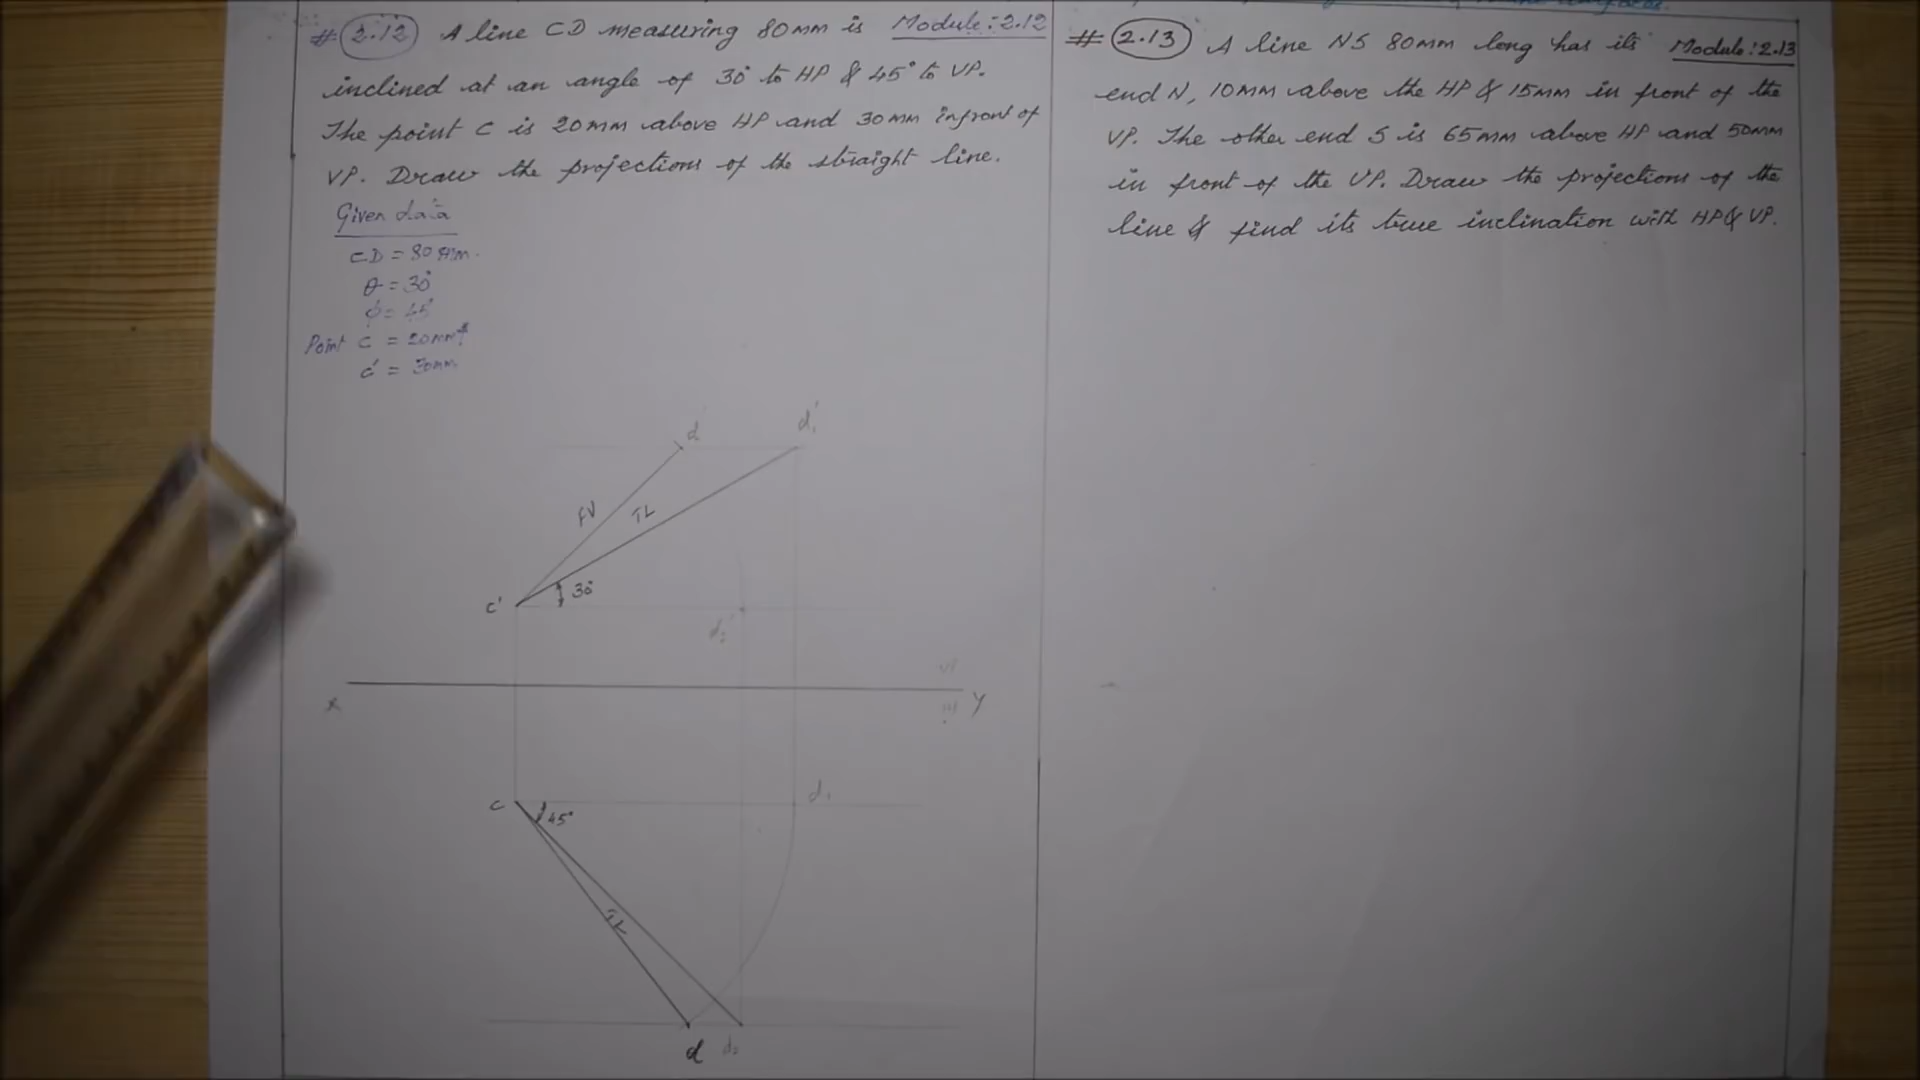 # 2.12 A line CD measuring 80mm is Module: 2.12
inclined at an angle of 30° to HP & 45° to VP.
The point C is 20mm above HP and 30mm infront of
VP. Draw the projections of the straight line.
Given data
CD = 80mm.
θ = 30°
φ = 45°
Point C = 20mm↑
c' = 30mm
d'
d₁'
FV
TL
c'
30°
d₂'
VP
X
HP
Y
c
45°
d₁
TL
d
d₂
# 2.13 A line NS 80mm long has its Module: 2.13
end N, 10mm above the HP & 15mm in front of the
VP. The other end S is 65mm above HP and 50mm
in front of the VP. Draw the projections of the
line & find its true inclination with HP & VP.